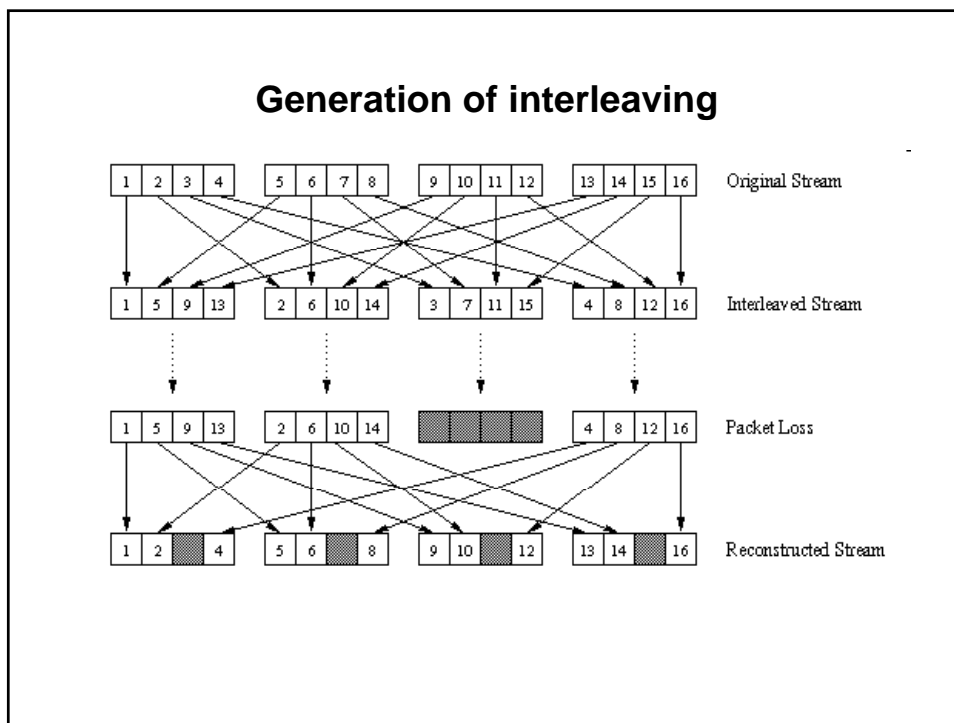 Generation of interleaving
1 2 3 4 5 6 7 8 9 10 11 12 13 14 15 16 Original Stream
1 5 9 13 2 6 10 14 3 7 11 15 4 8 12 16 Interleaved Stream
1 5 9 13 2 6 10 14 4 8 12 16 Packet Loss
1 2 4 5 6 8 9 10 12 13 14 16 Reconstructed Stream